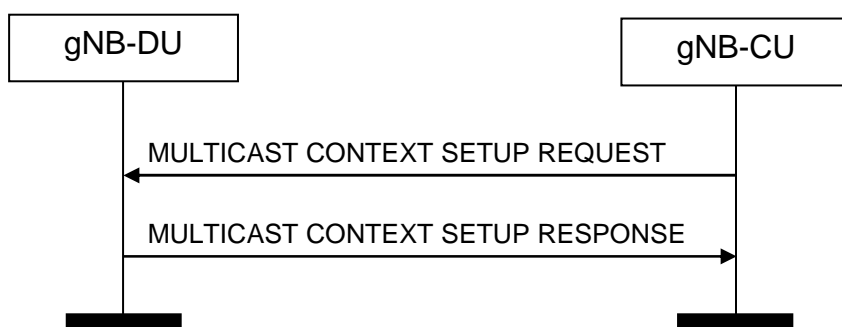 gNB-DU
gNB-CU
MULTICAST CONTEXT SETUP REQUEST
MULTICAST CONTEXT SETUP RESPONSE